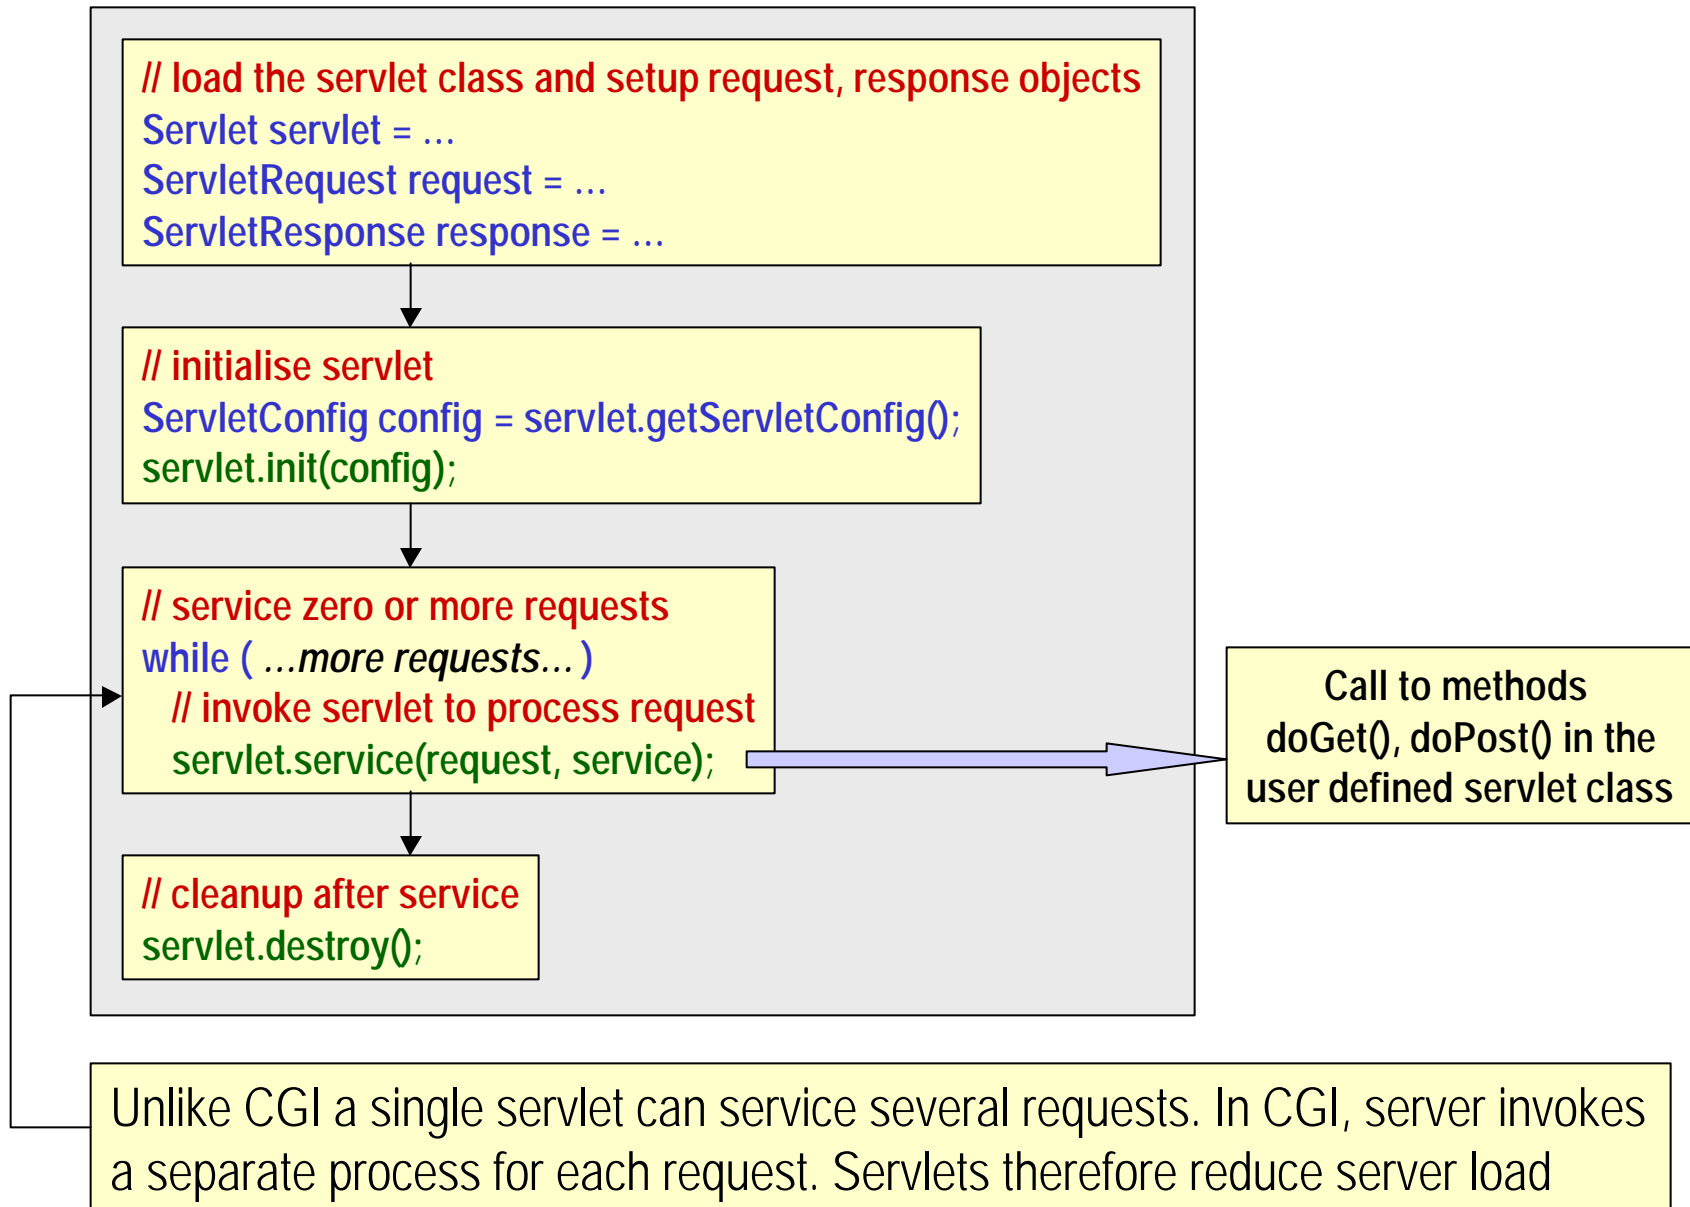 // load the servlet class and setup request, response objects
Servlet servlet = ...
ServletRequest request = ...
ServletResponse response = ...
// initialise servlet
ServletConfig config = servlet.getServletConfig();
servlet.init(config);
// service zero or more requests
while ( ...more requests... )
// invoke servlet to process request
servlet.service(request, service);
Call to methods
doGet(), doPost() in the
user defined servlet class
// cleanup after service
servlet.destroy();
Unlike CGI a single servlet can service several requests. In CGI, server invokes
a separate process for each request. Servlets therefore reduce server load